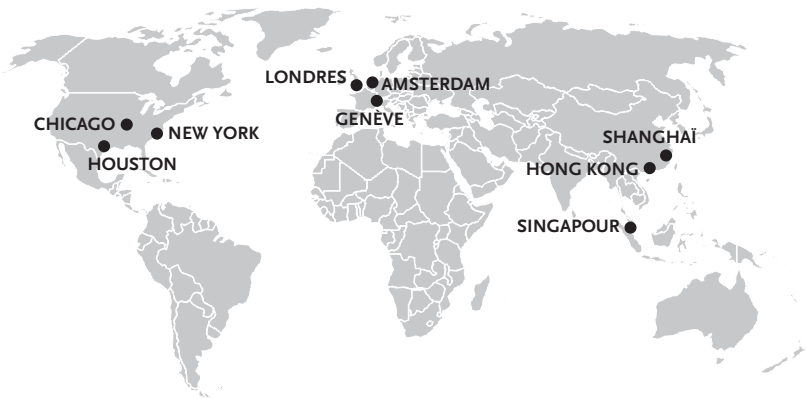 LONDRES
AMSTERDAM
GENÈVE
CHICAGO
NEW YORK
HOUSTON
SHANGHAÏ
HONG KONG
SINGAPOUR